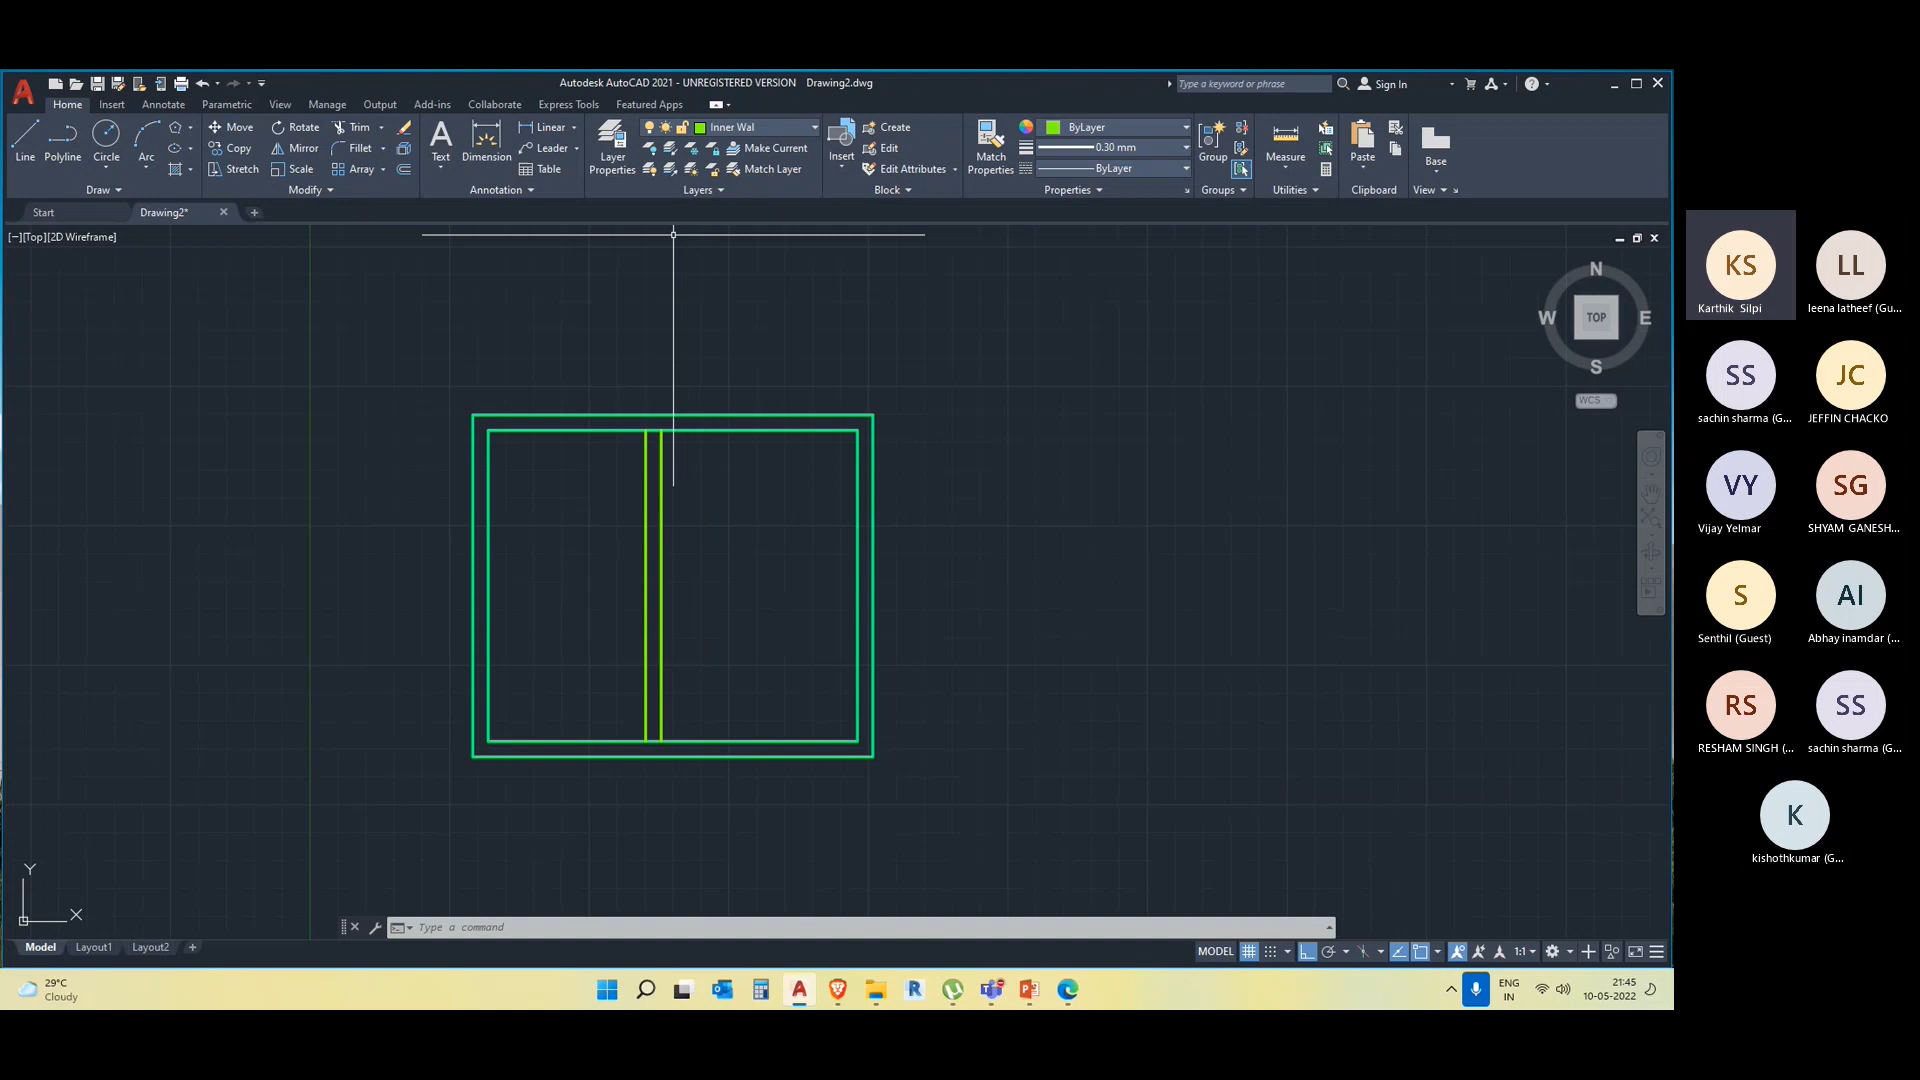 Autodesk AutoCAD 2021 - UNREGISTERED VERSION Drawing2.dwg
Type a keyword or phrase
Sign In
Home Insert Annotate Parametric View Manage Output Add-ins Collaborate Express Tools Featured Apps
Line Polyline Circle Arc
Draw
Move Rotate Trim
Copy Mirror Fillet
Stretch Scale Array
Modify
Text Dimension
Linear
Leader
Table
Annotation
Layer
Properties
Inner Wal
Make Current
Match Layer
Layers
Insert
Create
Edit
Edit Attributes
Block
Match
Properties
ByLayer
0.30 mm
ByLayer
Properties
Group
Groups
Measure
Utilities
Paste
Clipboard
Base
View
Start Drawing2*
[−][Top][2D Wireframe]
N
W TOP E
S
WCS
Y
X
Type a command
Model Layout1 Layout2
MODEL 1:1
29°C
Cloudy
ENG
IN
21:45
10-05-2022
KS
Karthik Silpi
LL
leena latheef (Gu...
SS
sachin sharma (G...
JC
JEFFIN CHACKO
VY
Vijay Yelmar
SG
SHYAM GANESH...
S
Senthil (Guest)
AI
Abhay inamdar (...
RS
RESHAM SINGH (...
SS
sachin sharma (G...
K
kishothkumar (G...